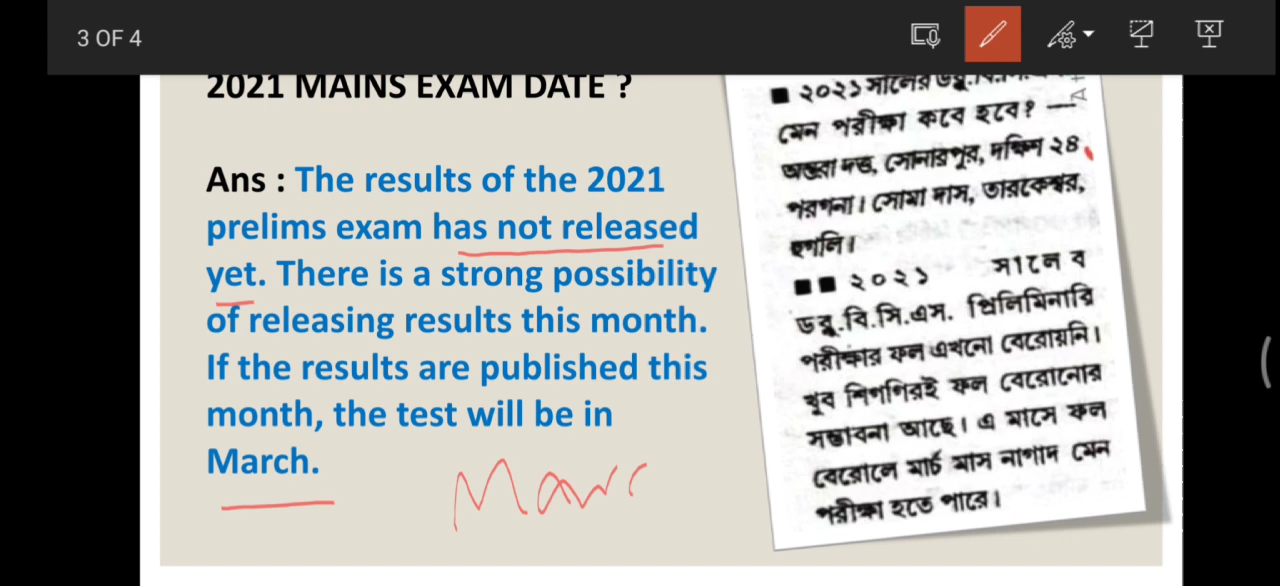 3 OF 4
2021 MAINS EXAM DATE ?
Ans : The results of the 2021
prelims exam has not released
yet. There is a strong possibility
of releasing results this month.
If the results are published this
month, the test will be in
March.
■ ২০২১ সালের ডব্লু.বি.সি.
মেন পরীক্ষা কবে হবে? —
অন্তরা দত্ত, সোনারপুর, দক্ষিণ ২৪
পরগনা। সোমা দাস, তারকেশ্বর,
হুগলি।
■■ ২০২১ সালের
ডব্লু.বি.সি.এস. প্রিলিমিনারি
পরীক্ষার ফল এখনো বেরোয়নি।
খুব শিগগিরই ফল বেরোনোর
সম্ভাবনা আছে। এ মাসে ফল
বেরোলে মার্চ মাস নাগাদ মেন
পরীক্ষা হতে পারে।